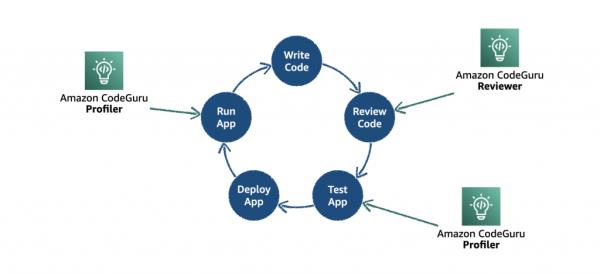 Write
Code
Amazon CodeGuru
Reviewer
Amazon CodeGuru
Profiler
Run
App
Review
Code
Deploy
App
Test
App
Amazon CodeGuru
Profiler